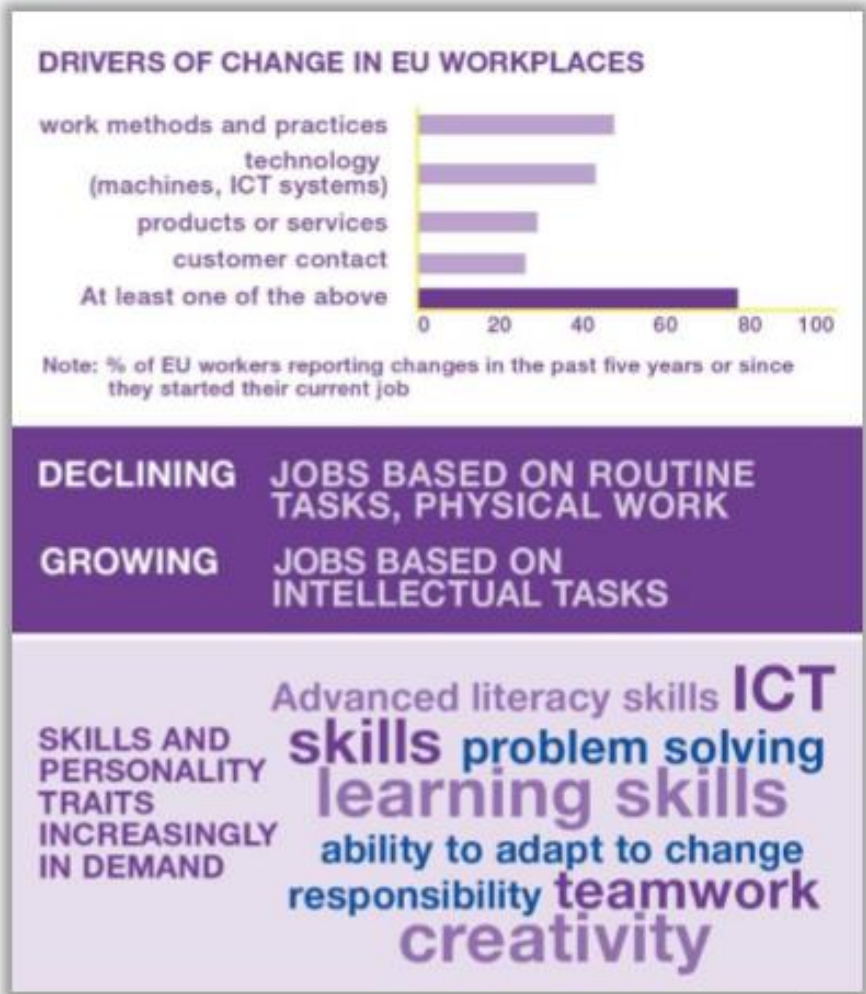 DRIVERS OF CHANGE IN EU WORKPLACES
work methods and practices
technology
(machines, ICT systems)
products or services
customer contact
At least one of the above
0 20 40 60 80 100
Note: % of EU workers reporting changes in the past five years or since
they started their current job
DECLINING JOBS BASED ON ROUTINE
TASKS, PHYSICAL WORK
GROWING JOBS BASED ON
INTELLECTUAL TASKS
SKILLS AND
PERSONALITY
TRAITS
INCREASINGLY
IN DEMAND
Advanced literacy skills ICT
skills problem solving
learning skills
ability to adapt to change
responsibility teamwork
creativity